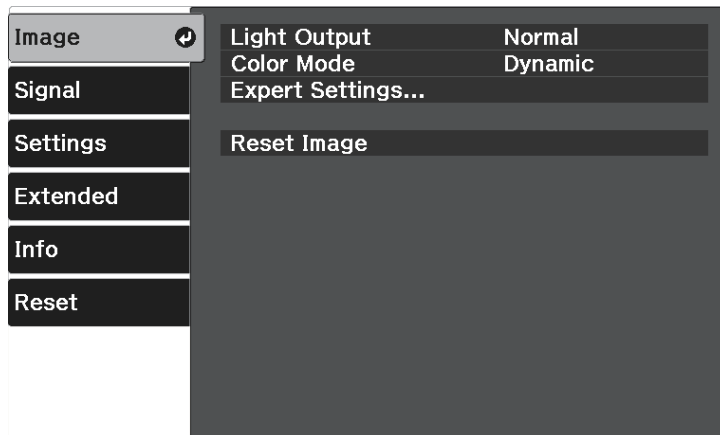 Image
Signal
Settings
Extended
Info
Reset
Light Output Normal
Color Mode Dynamic
Expert Settings...
Reset Image